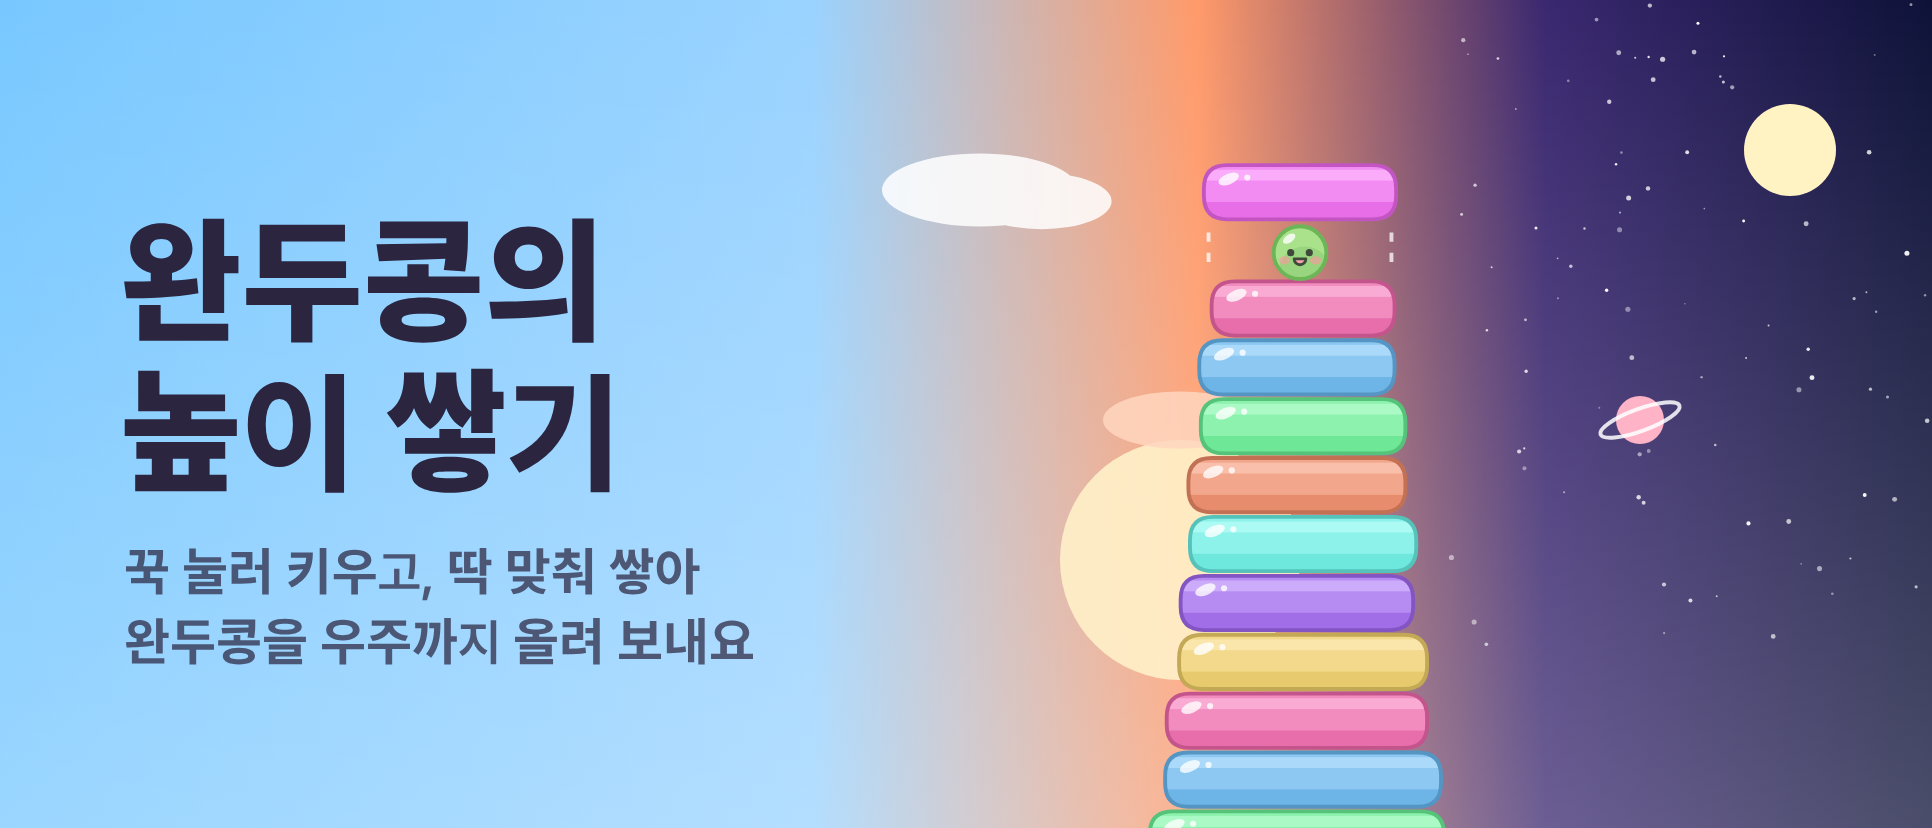 완두콩의
높이 쌓기
꾹 눌러 키우고, 딱 맞춰 쌓아
완두콩을 우주까지 올려 보내요